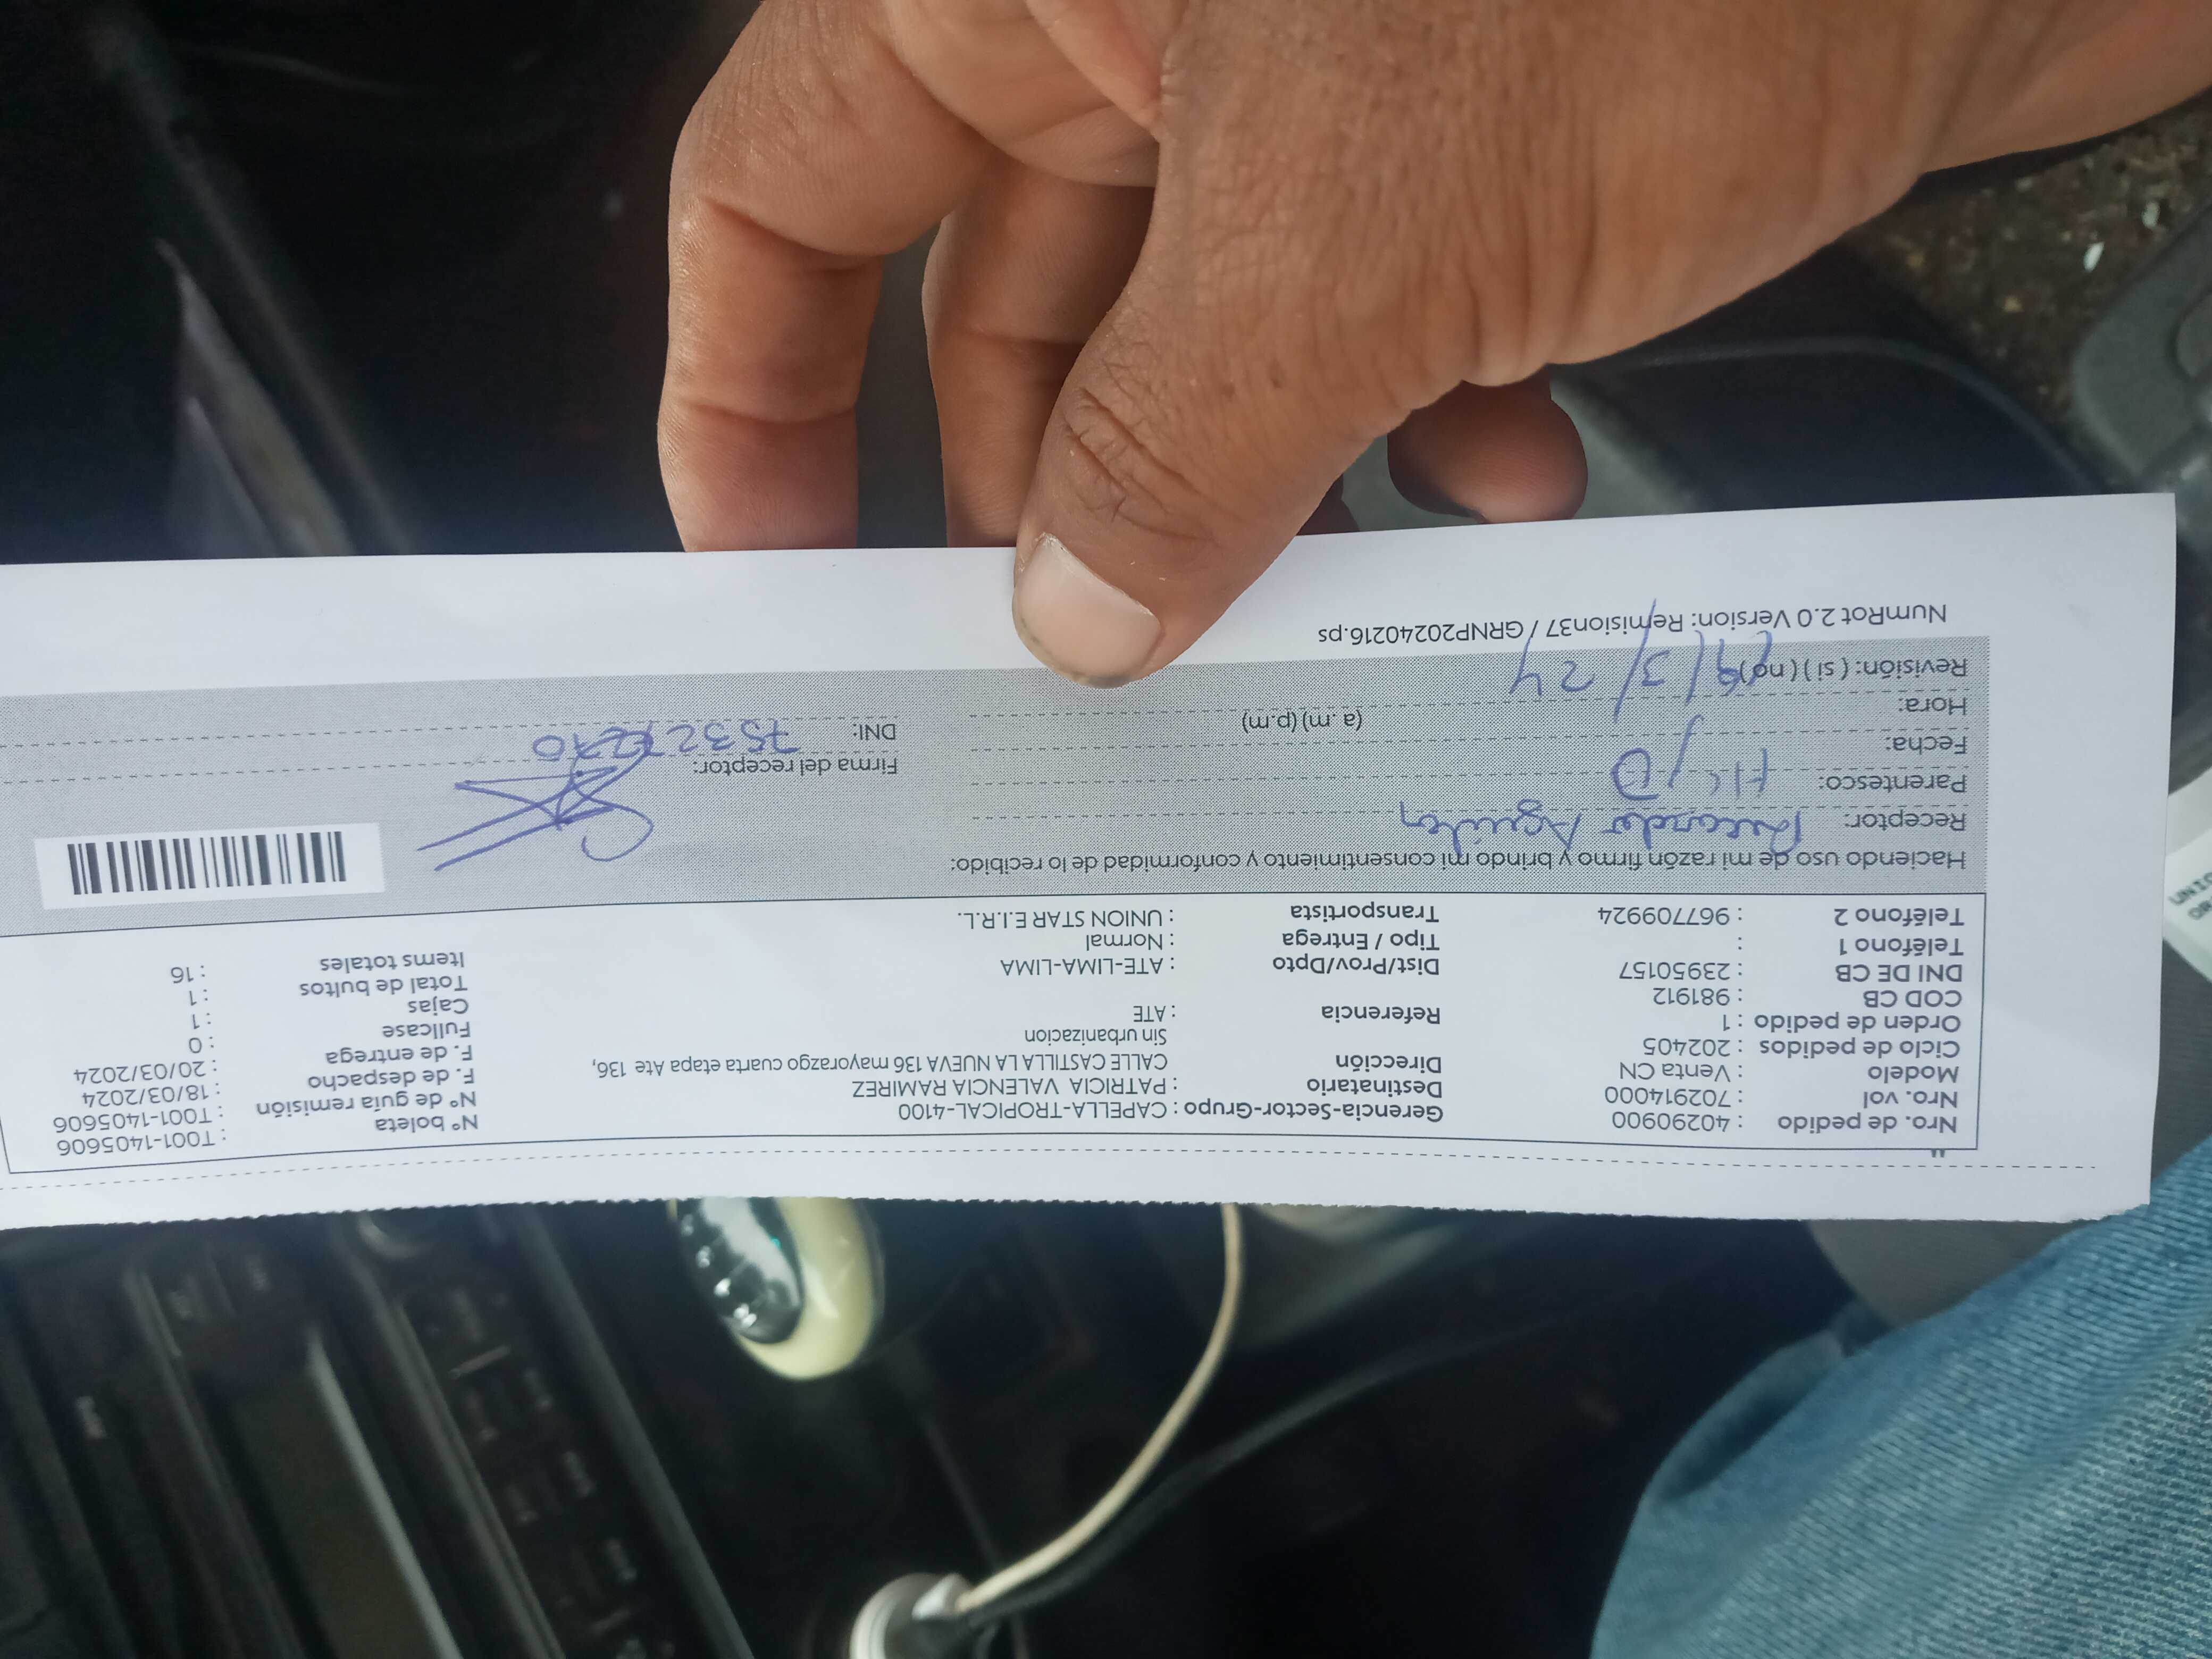 Nro. de pedido : 40290900
Nro. vol : 702914000
Modelo : Venta CN
Ciclo de pedidos : 202405
Orden de pedido : 1
COD CB : 981912
DNI DE CB : 23950157
Teléfono 1 :
Teléfono 2 : 967709924
Gerencia-Sector-Grupo : CAPELLA-TROPICAL-4100
Destinatario : PATRICIA VALENCIA RAMIREZ
Dirección CALLE CASTILLA LA NUEVA 136 mayorazgo cuarta etapa Ate 136,
Sin urbanizacion
Referencia : ATE
Dist/Prov/Dpto : ATE-LIMA-LIMA
Tipo / Entrega : Normal
Transportista : UNION STAR E.I.R.L.
N° boleta : T001-1405606
N° de guía remisión : T001-1405606
F. de despacho : 18/03/2024
F. de entrega : 20/03/2024
Fullcase : 0
Cajas : 1
Total de bultos : 1
Items totales : 16
Haciendo uso de mi razón firmo y brindo mi consentimiento y conformidad de lo recibido:
Receptor: Aguilar
Parentesco: HIJO
Fecha: 19/3/24
Hora: (a. m) (p.m)
Revisión: ( si ) ( no )
Firma del receptor:
DNI:
NumRot 2.0 Version: Remision37 / GRNP20240216.ps